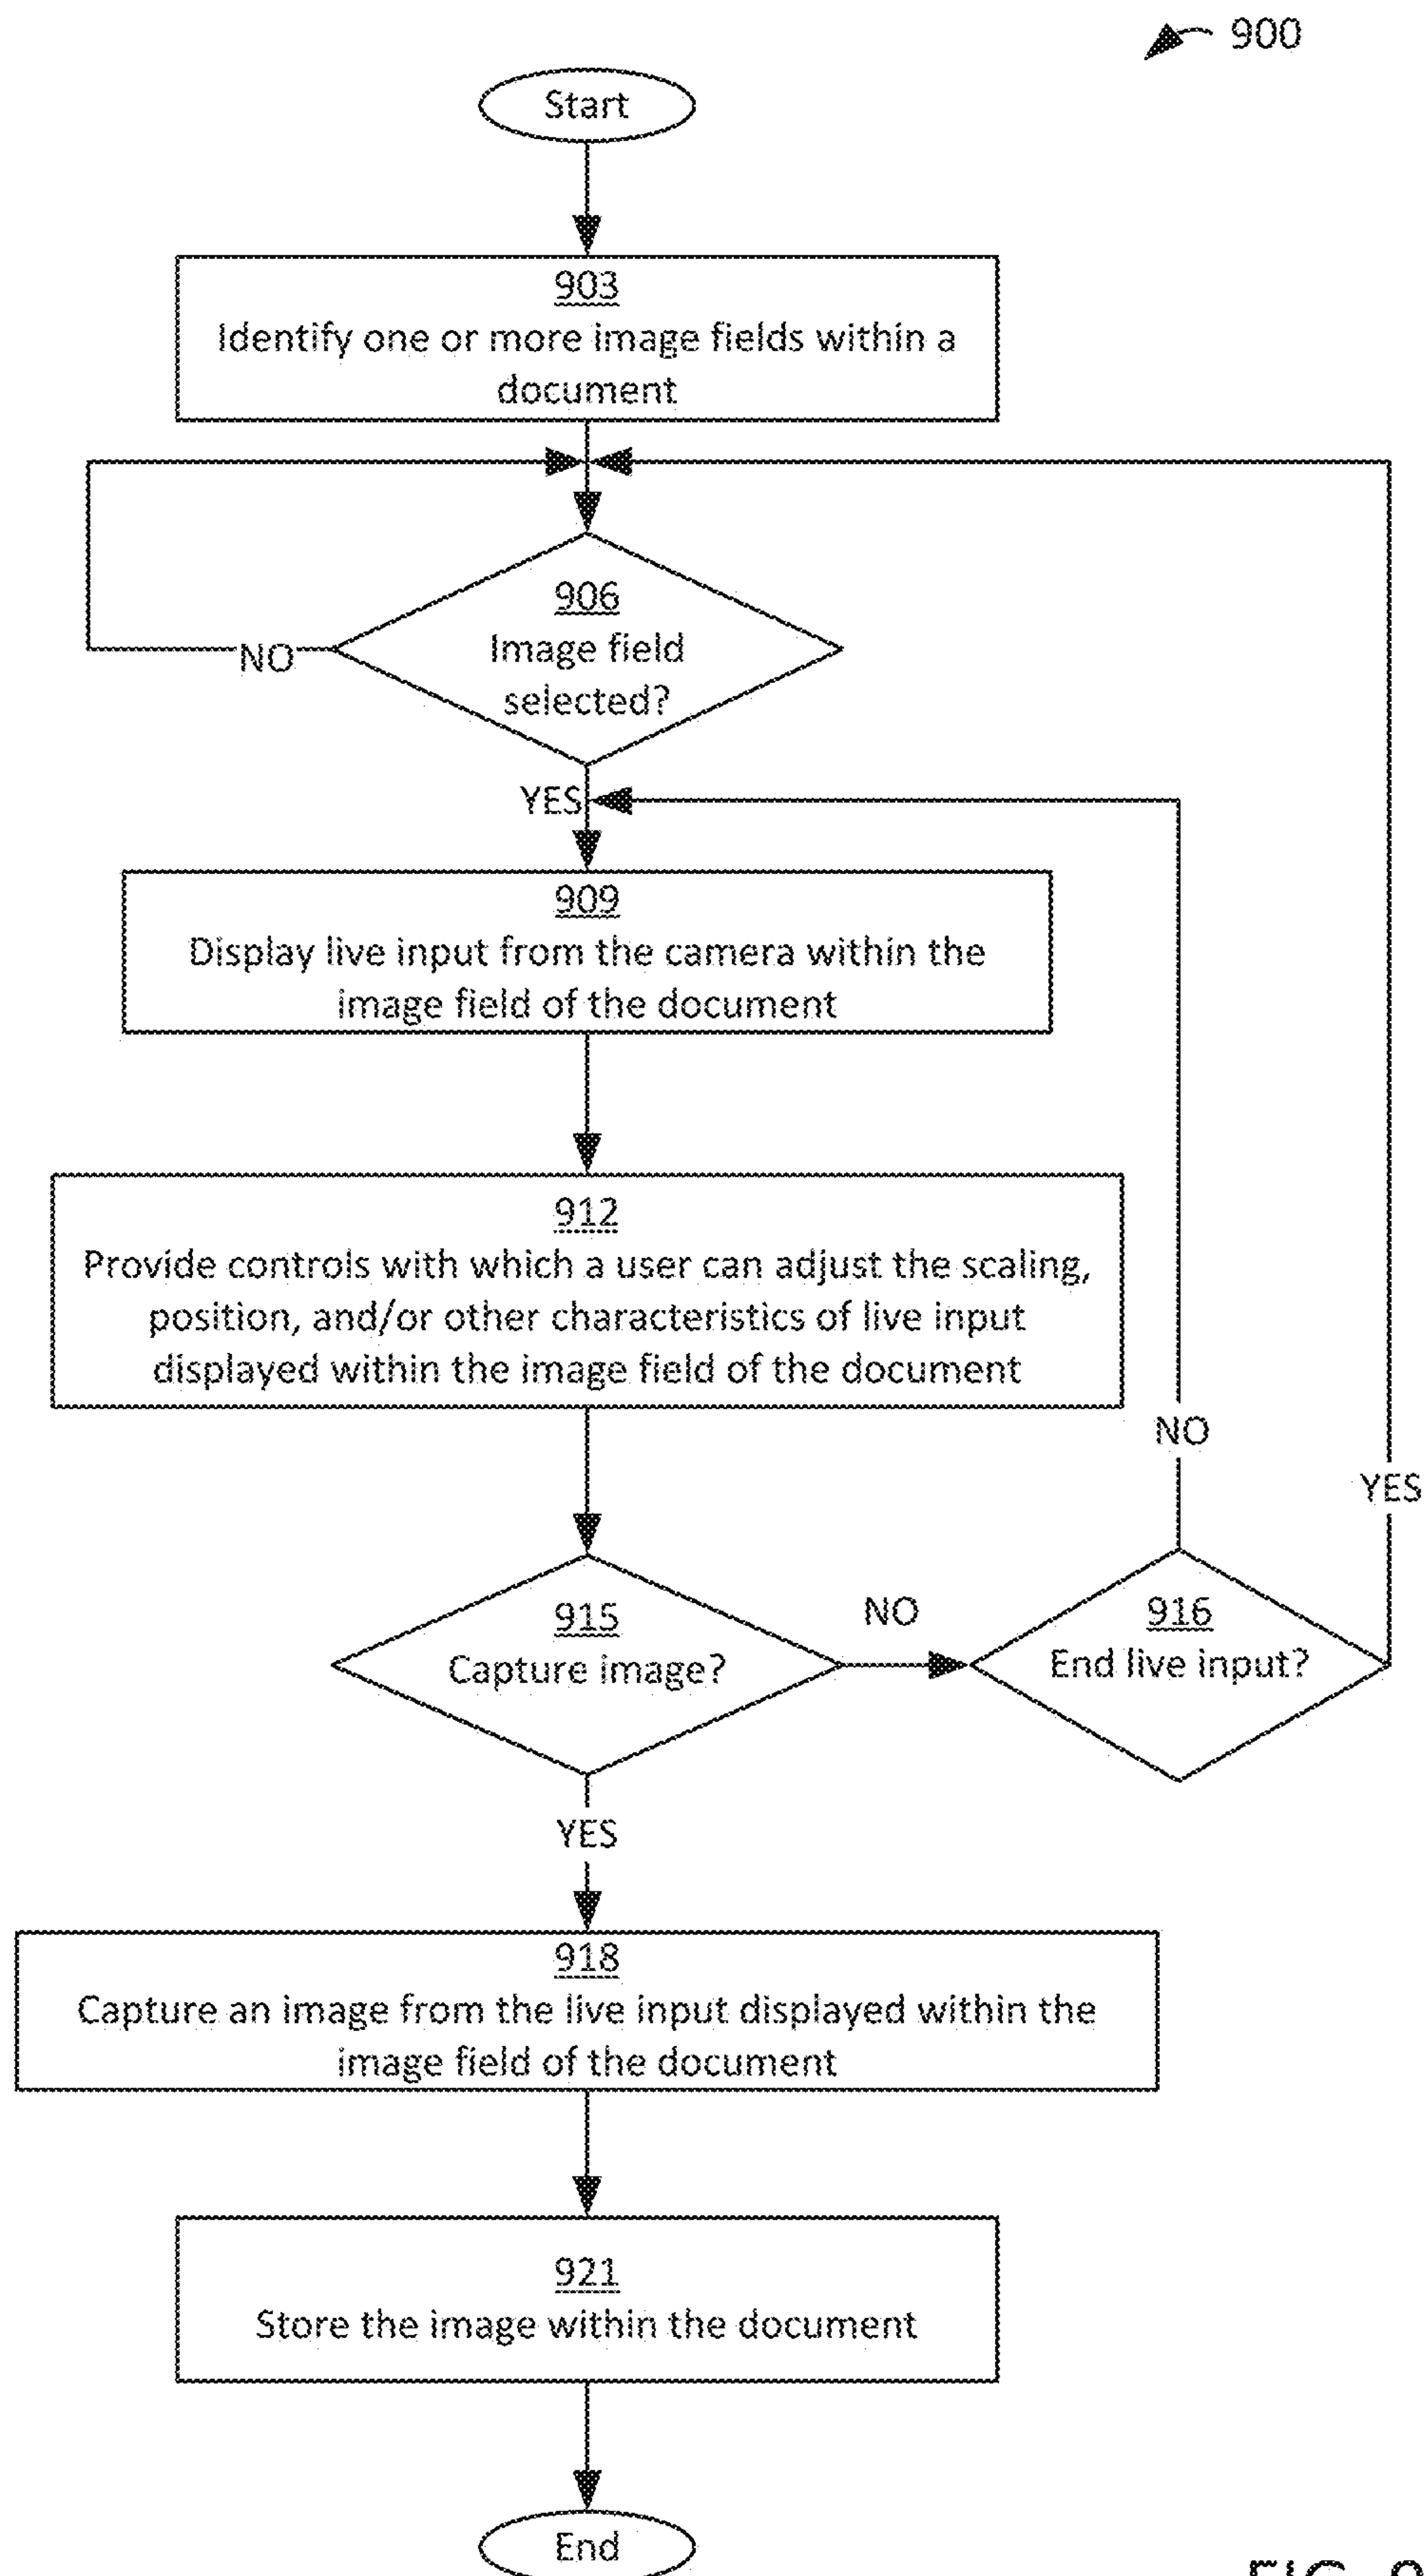 900
Start
903
Identify one or more image fields within a
document
906
Image field
selected?
NO
YES
909
Display live input from the camera within the
image field of the document
912
Provide controls with which a user can adjust the scaling,
position, and/or other characteristics of live input
displayed within the image field of the document
NO
YES
915
Capture image?
NO
916
End live input?
YES
918
Capture an image from the live input displayed within the
image field of the document
921
Store the image within the document
End
FIG. 9